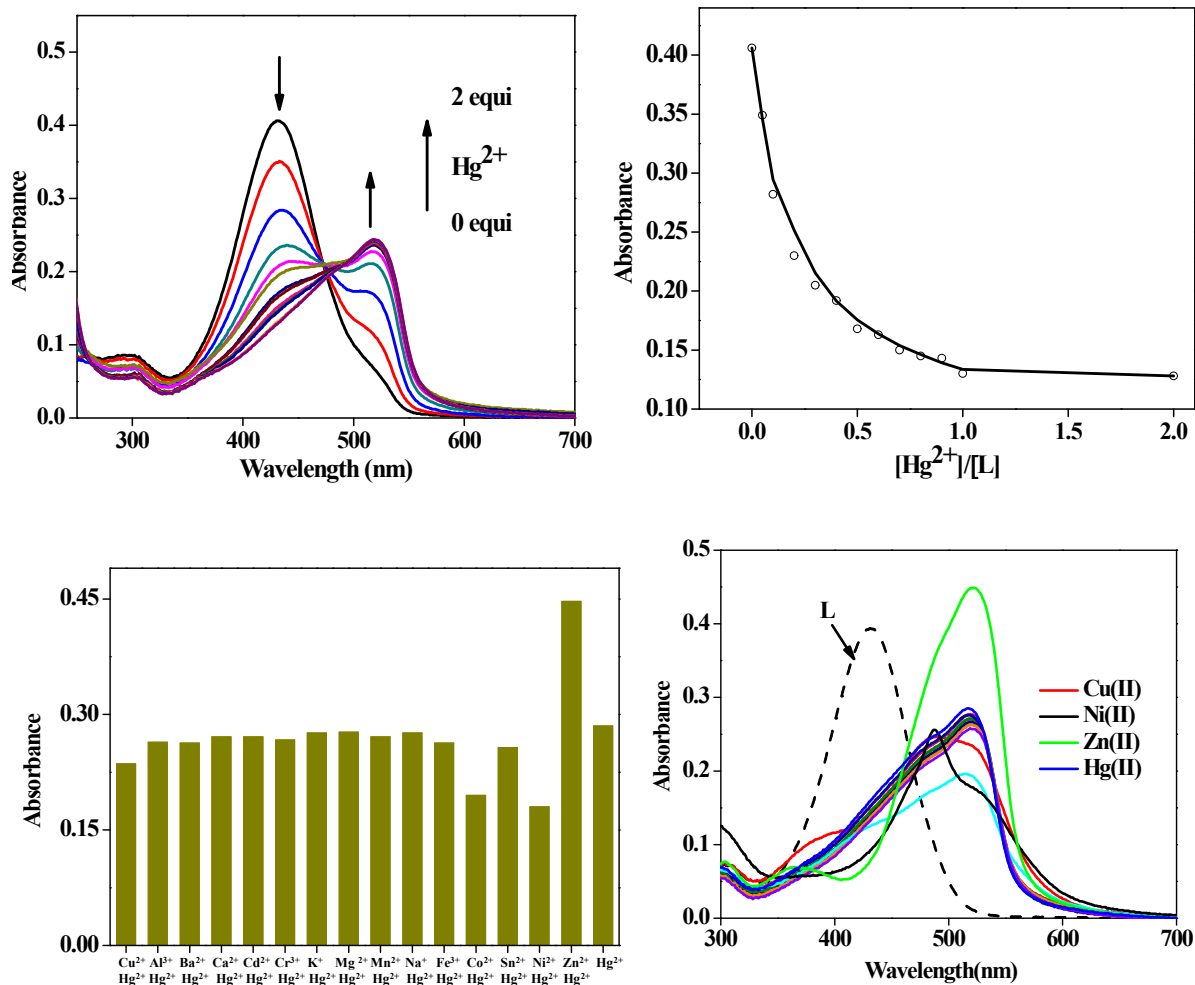 0.5
0.4
0.3
0.2
0.1
0.0
Absorbance
300 400 500 600 700
Wavelength (nm)
2 equi
Hg²⁺
0 equi
0.40
0.35
0.30
0.25
0.20
0.15
0.10
Absorbance
0.0 0.5 1.0 1.5 2.0
[Hg²⁺]/[L]
0.45
0.30
0.15
0.00
Absorbance
Cu²⁺ Al³⁺ Ba²⁺ Ca²⁺ Cd²⁺ Cr³⁺ K⁺ Mg ²⁺ Mn²⁺ Na⁺ Fe³⁺ Co²⁺ Sn²⁺ Ni²⁺ Zn²⁺ Hg²⁺
Hg²⁺ Hg²⁺ Hg²⁺ Hg²⁺ Hg²⁺ Hg²⁺ Hg²⁺ Hg²⁺ Hg²⁺ Hg²⁺ Hg²⁺ Hg²⁺ Hg²⁺ Hg²⁺ Hg²⁺
0.5
0.4
0.3
0.2
0.1
0.0
Absorbance
300 400 500 600 700
Wavelength(nm)
L
Cu(II)
Ni(II)
Zn(II)
Hg(II)